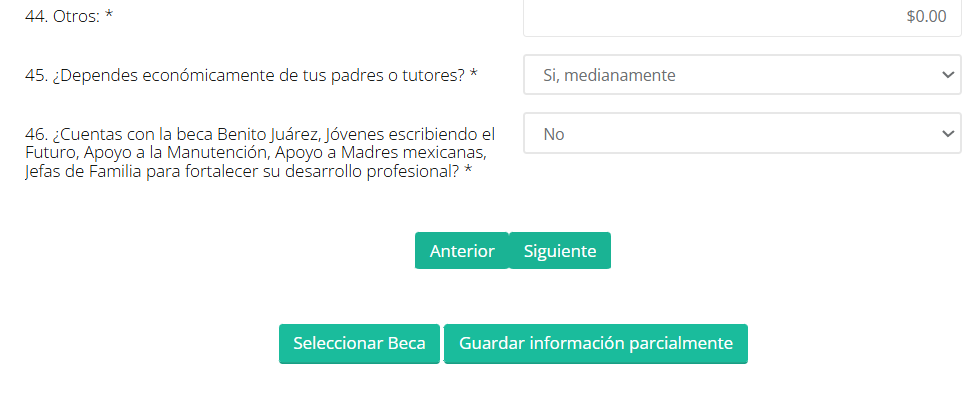 44. Otros: *
$0.00
45. ¿Dependes económicamente de tus padres o tutores? *
Si, medianamente
46. ¿Cuentas con la beca Benito Juárez, Jóvenes escribiendo el
Futuro, Apoyo a la Manutención, Apoyo a Madres mexicanas,
Jefas de Familia para fortalecer su desarrollo profesional? *
No
Anterior
Siguiente
Seleccionar Beca
Guardar información parcialmente